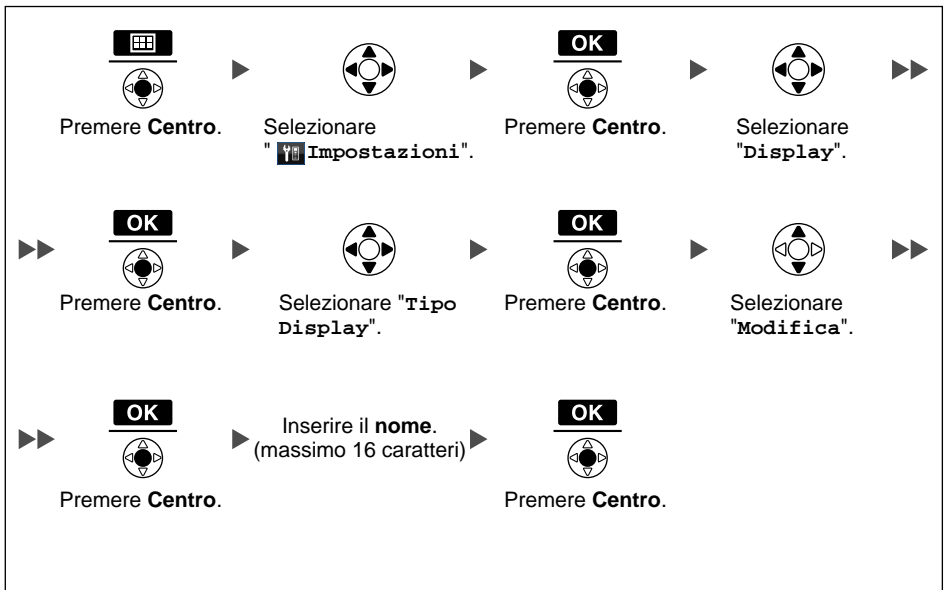 OK
Premere Centro. Selezionare Premere Centro. Selezionare
"Impostazioni". "Display".
OK OK
Premere Centro. Selezionare "Tipo Premere Centro. Selezionare
Display". "Modifica".
OK Inserire il nome. OK
(massimo 16 caratteri)
Premere Centro. Premere Centro.